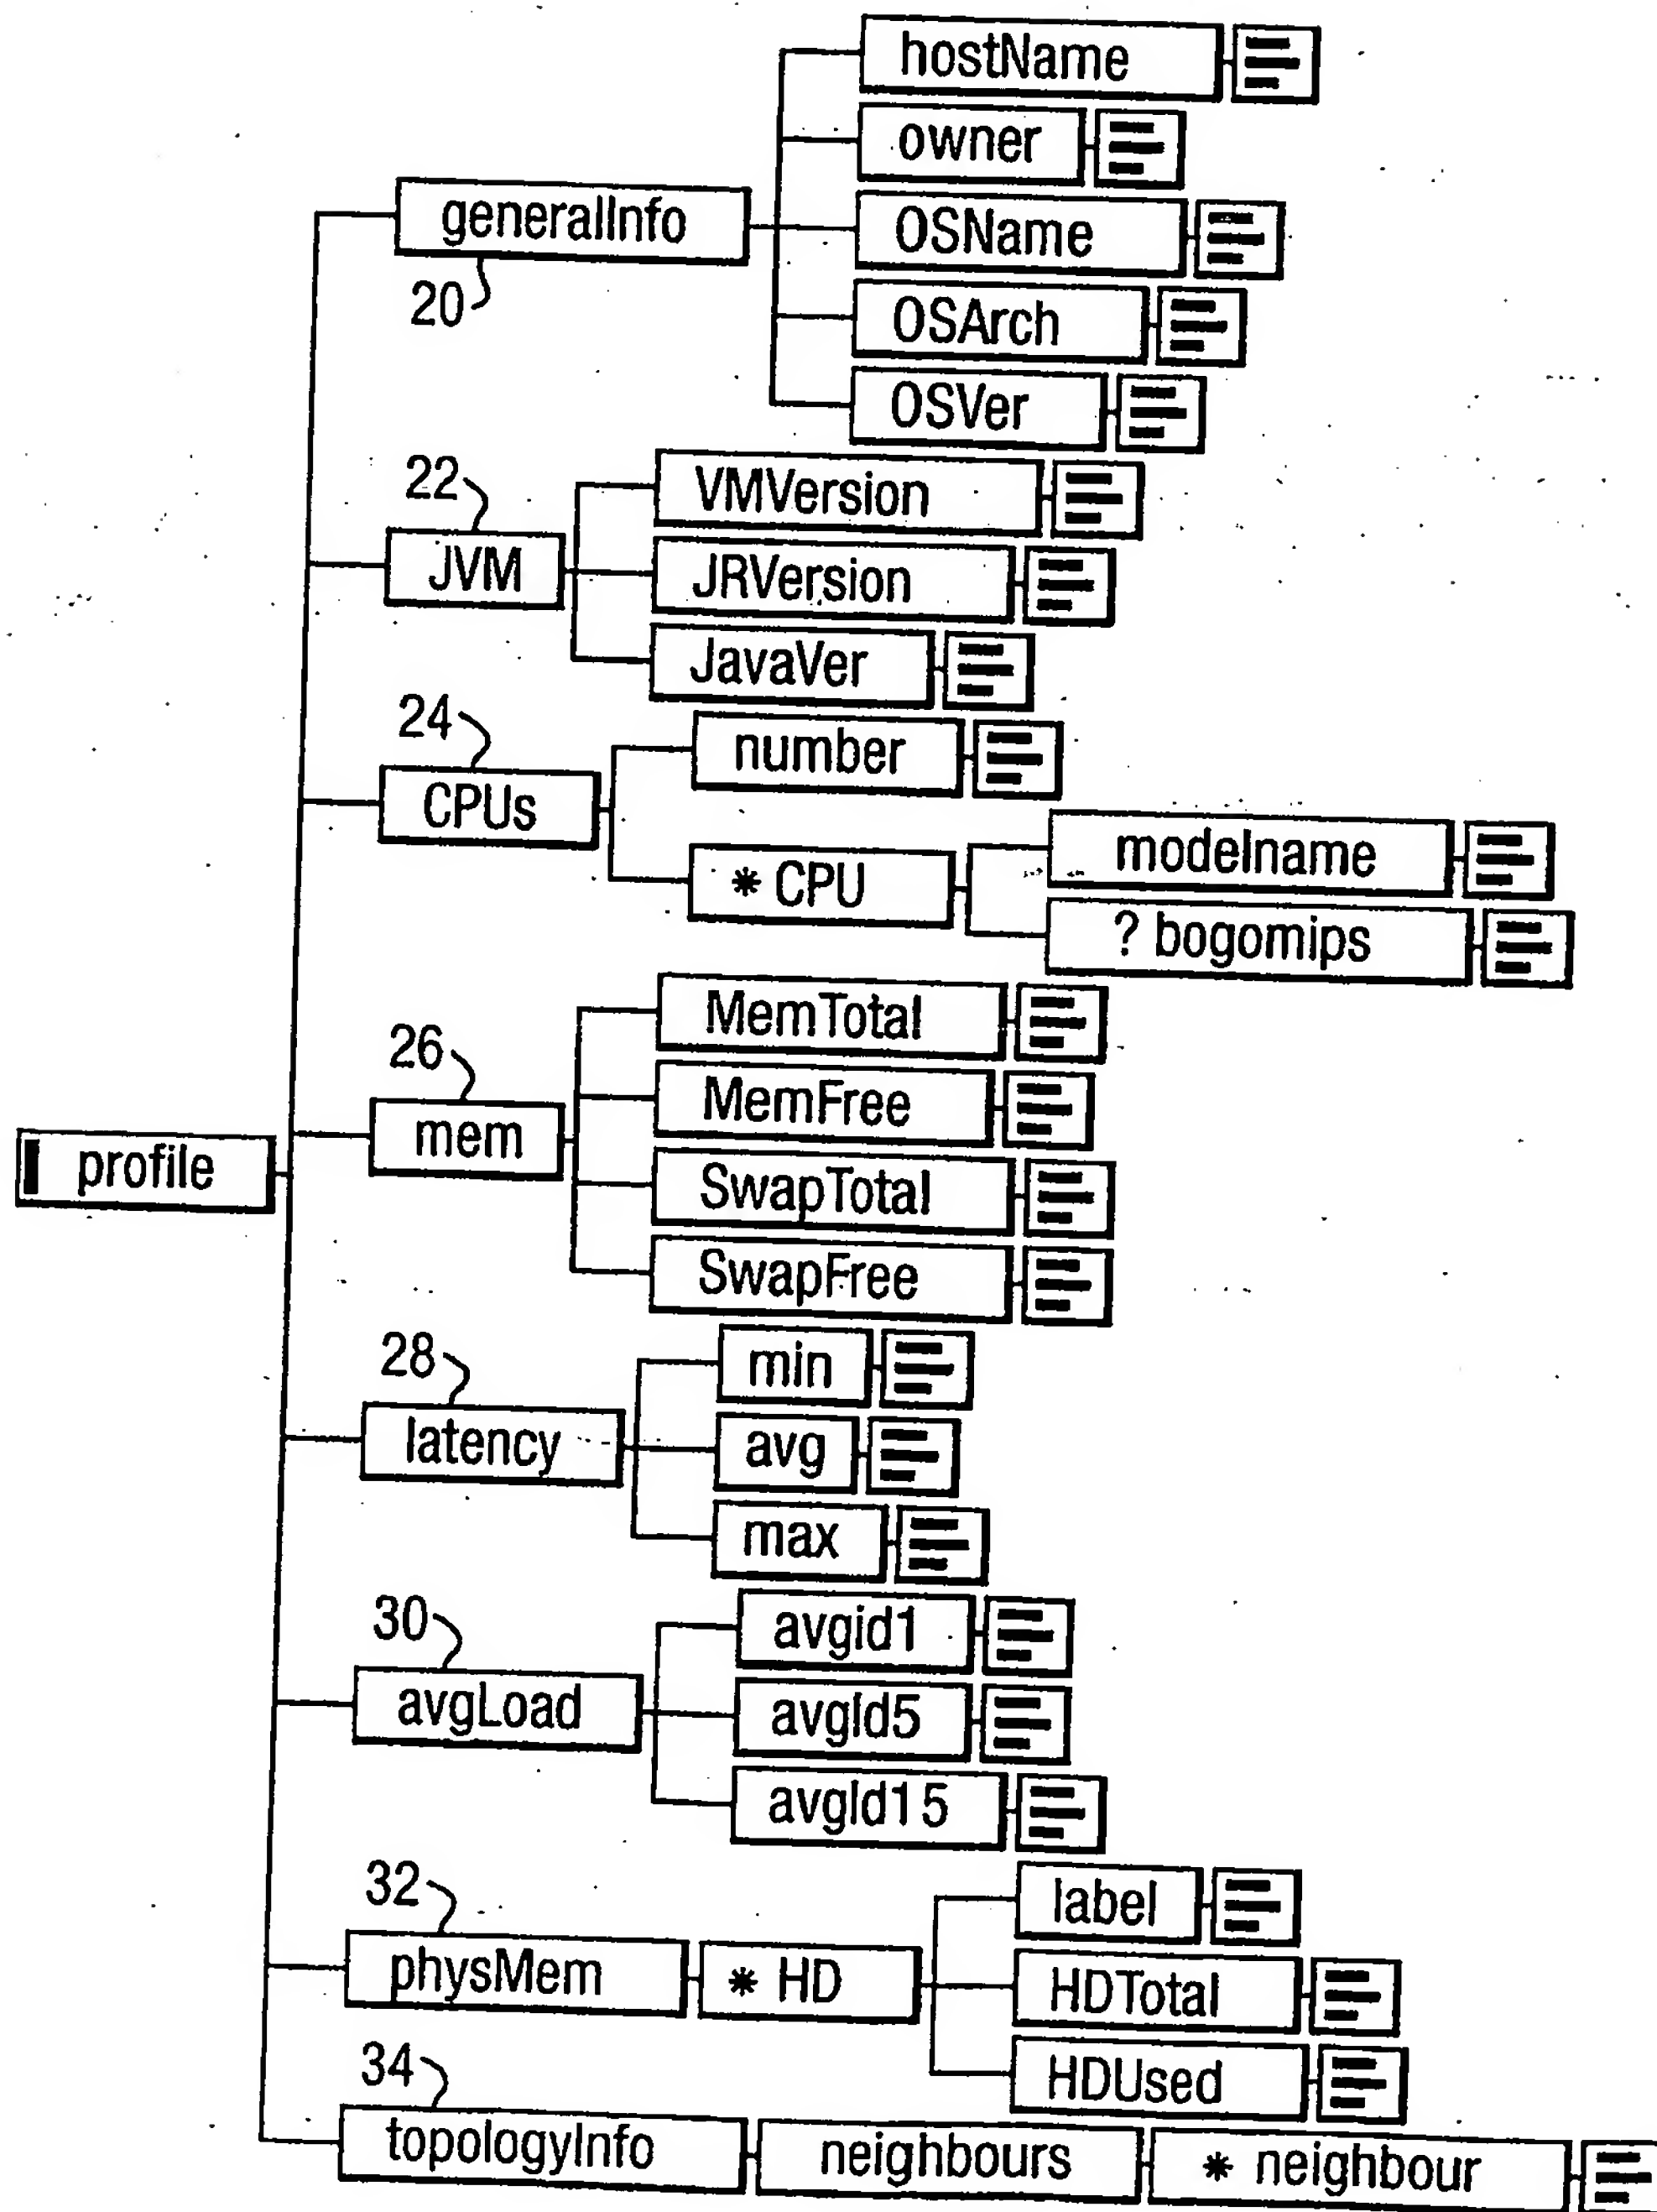 hostName
owner
generalInfo
OSName
20
OSArch
OSVer
22
VMVersion
JVM
JRVersion
JavaVer
24
number
CPUs
* CPU
modelname
? bogomips
26
MemTotal
MemFree
mem
profile
SwapTotal
SwapFree
28
min
latency
avg
max
30
avgid1
avgLoad
avgld5
avgld15
32
label
physMem
* HD
HDTotal
34
HDUsed
topologyInfo
neighbours
* neighbour